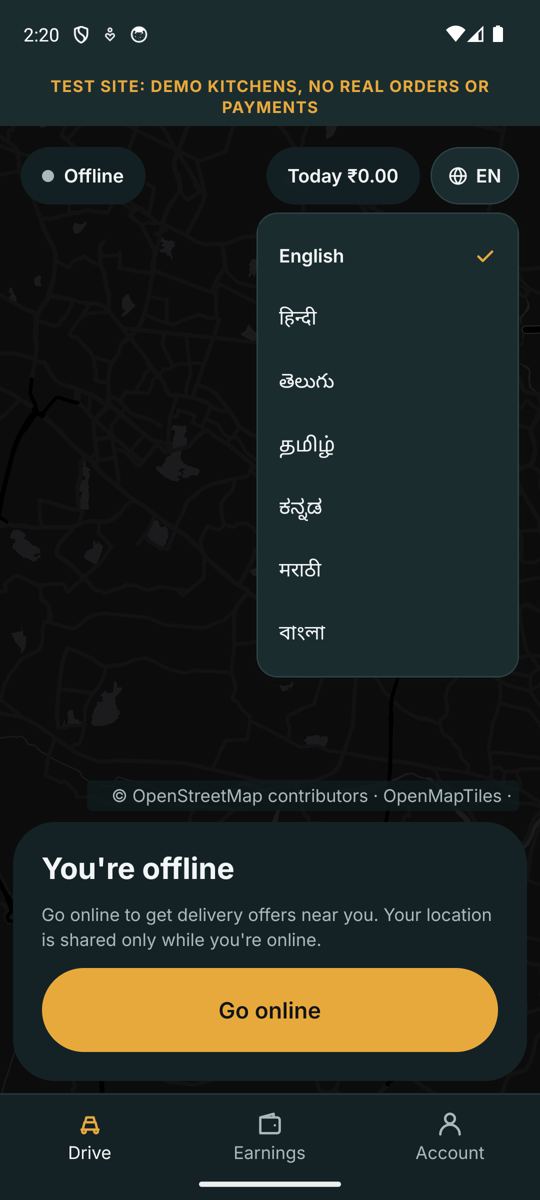 2:20
TEST SITE: DEMO KITCHENS, NO REAL ORDERS OR
PAYMENTS
Offline
Today ₹0.00
EN
English
हिन्दी
తెలుగు
தமிழ்
ಕನ್ನಡ
मराठी
বাংলা
© OpenStreetMap contributors · OpenMapTiles ·
You're offline
Go online to get delivery offers near you. Your location
is shared only while you're online.
Go online
Drive
Earnings
Account